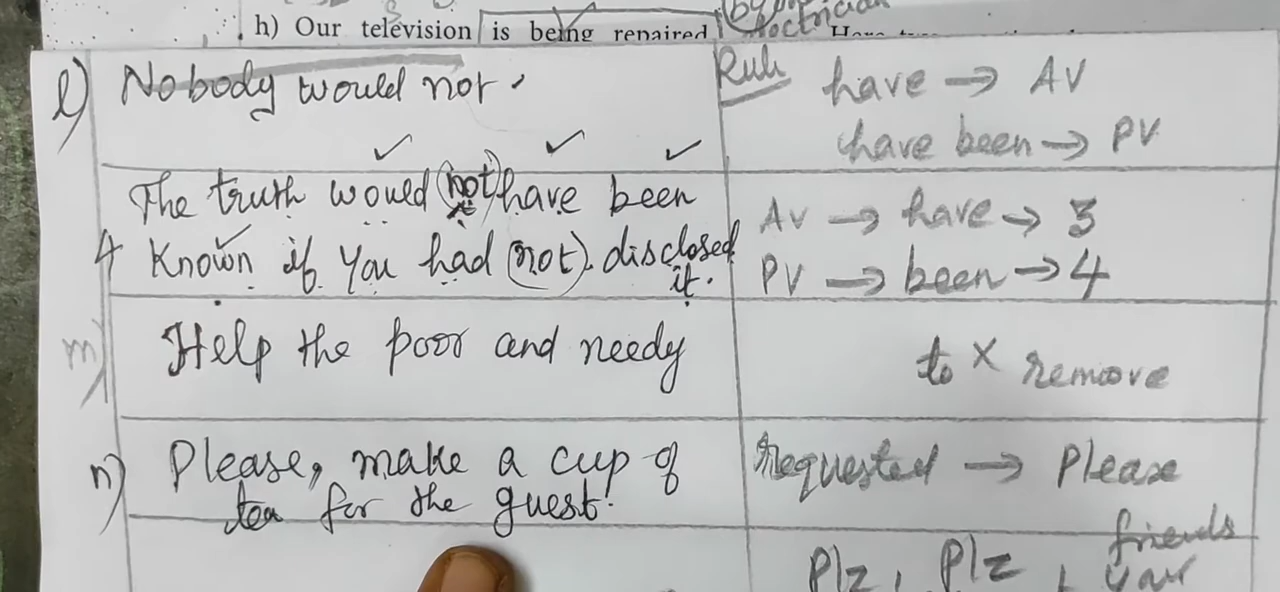 h) Our television is being repaired
l) Nobody would not.
Rule have → AV
have been → PV
The truth would (not) have been
4 Known if you had (not). disclosed
it.
AV → have → 3
PV → been → 4
m) Help the poor and needy
to × remove
n) Please, make a cup of
tea for the guest.
Requested → Please
friends
Plz, Plz, your